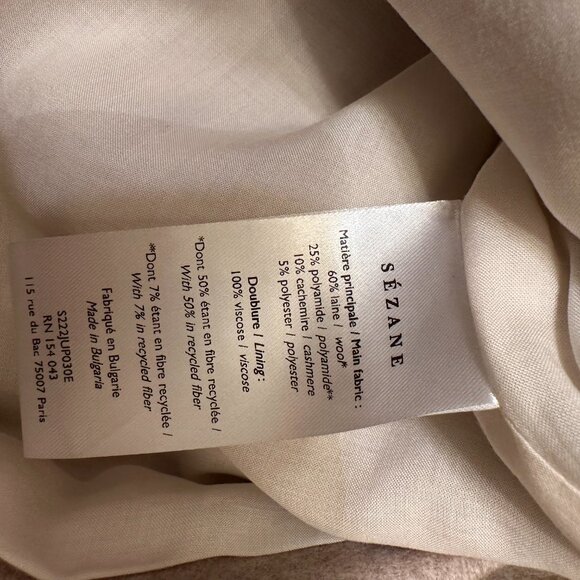 SÉZANE
Matière principale / Main fabric :
60% laine / wool*
25% polyamide / polyamide**
10% cachemire / cashmere
5% polyester / polyester
Doublure / Lining :
100% viscose / viscose
*Dont 50% étant en fibre recyclée /
With 50% in recycled fiber
**Dont 7% étant en fibre recyclée /
With 7% in recycled fiber
Fabriqué en Bulgarie
Made in Bulgaria
S222JUP030E
RN 154 043
115 rue du Bac 75007 Paris